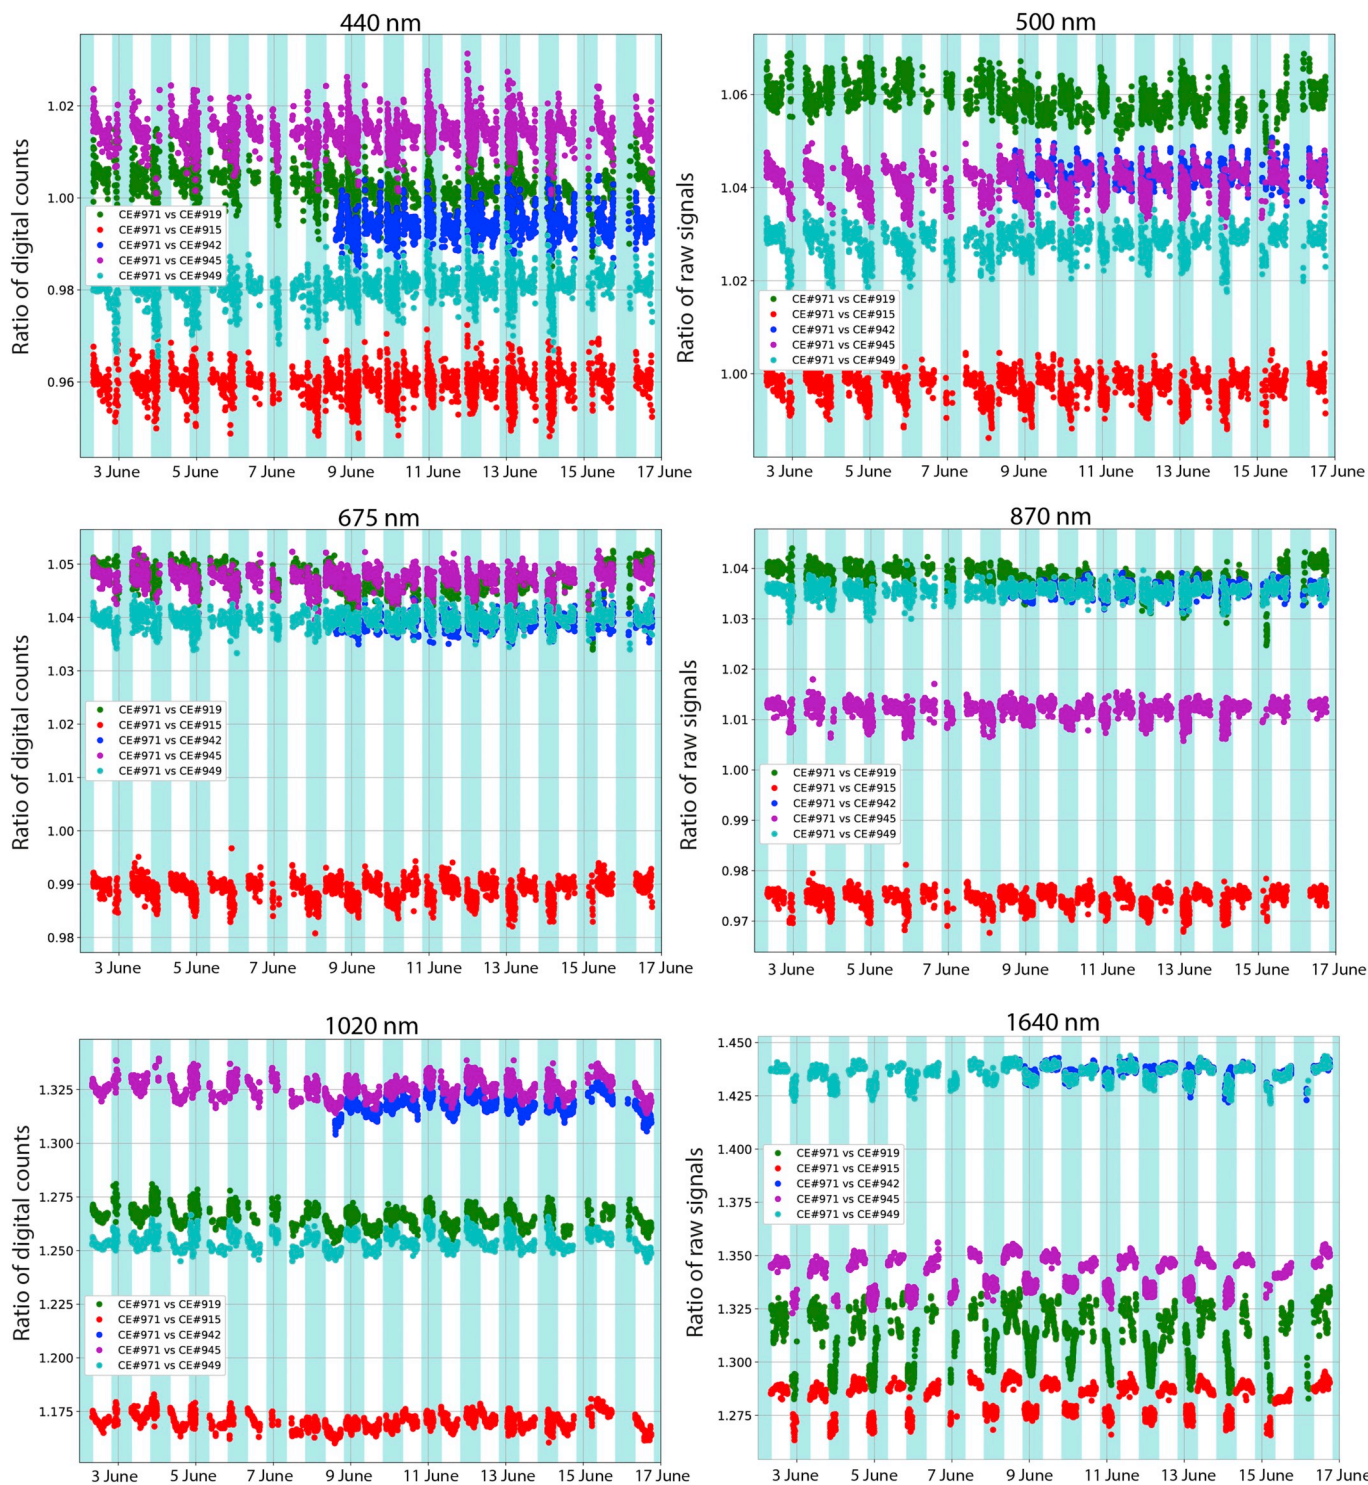 440 nm
Ratio of digital counts
1.02
1.00
0.98
0.96
CE#971 vs CE#919
CE#971 vs CE#915
CE#971 vs CE#942
CE#971 vs CE#945
CE#971 vs CE#949
3 June 5 June 7 June 9 June 11 June 13 June 15 June 17 June
500 nm
Ratio of raw signals
1.06
1.04
1.02
1.00
CE#971 vs CE#919
CE#971 vs CE#915
CE#971 vs CE#942
CE#971 vs CE#945
CE#971 vs CE#949
3 June 5 June 7 June 9 June 11 June 13 June 15 June 17 June
675 nm
Ratio of digital counts
1.05
1.04
1.03
1.02
1.01
1.00
0.99
0.98
CE#971 vs CE#919
CE#971 vs CE#915
CE#971 vs CE#942
CE#971 vs CE#945
CE#971 vs CE#949
3 June 5 June 7 June 9 June 11 June 13 June 15 June 17 June
870 nm
Ratio of raw signals
1.04
1.03
1.02
1.01
1.00
0.99
0.98
0.97
CE#971 vs CE#919
CE#971 vs CE#915
CE#971 vs CE#942
CE#971 vs CE#945
CE#971 vs CE#949
3 June 5 June 7 June 9 June 11 June 13 June 15 June 17 June
1020 nm
Ratio of digital counts
1.325
1.300
1.275
1.250
1.225
1.200
1.175
CE#971 vs CE#919
CE#971 vs CE#915
CE#971 vs CE#942
CE#971 vs CE#945
CE#971 vs CE#949
3 June 5 June 7 June 9 June 11 June 13 June 15 June 17 June
1640 nm
Ratio of raw signals
1.450
1.425
1.400
1.375
1.350
1.325
1.300
1.275
CE#971 vs CE#919
CE#971 vs CE#915
CE#971 vs CE#942
CE#971 vs CE#945
CE#971 vs CE#949
3 June 5 June 7 June 9 June 11 June 13 June 15 June 17 June